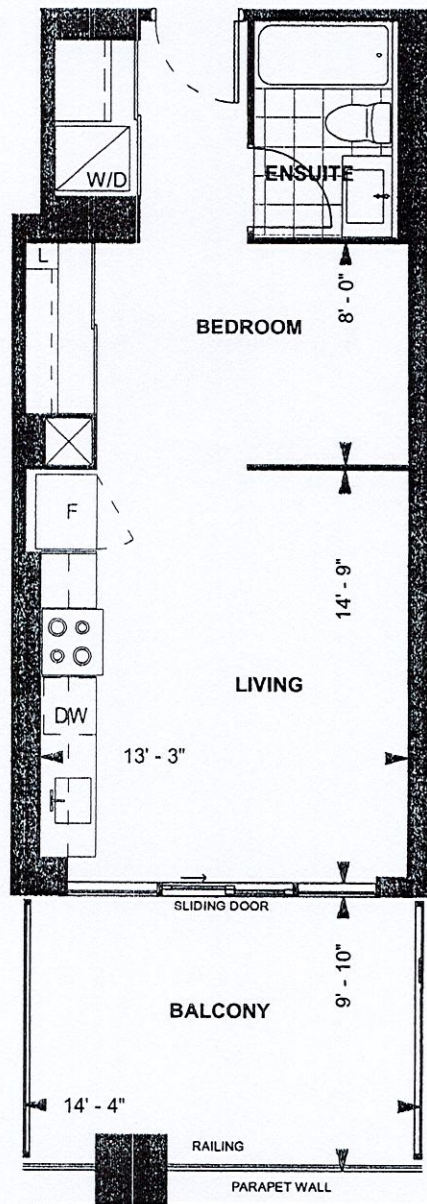 W/D
ENSUITE
L
BEDROOM
8' - 0"
F
14' - 9"
LIVING
DW
13' - 3"
SLIDING DOOR
9' - 10"
BALCONY
14' - 4"
RAILING
PARAPET WALL